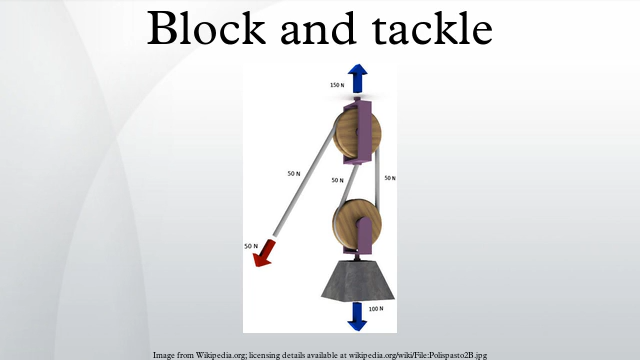 Block and tackle
150 N
50 N
50 N
50 N
50 N
100 N
Image from Wikipedia.org; licensing details available at wikipedia.org/wiki/File:Polispasto2B.jpg